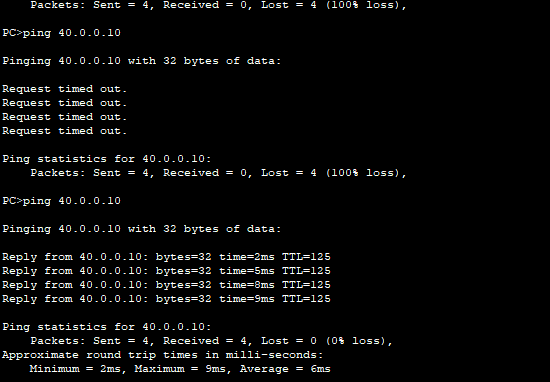 Packets: Sent = 4, Received = 0, Lost = 4 (100% loss),
PC>ping 40.0.0.10
Pinging 40.0.0.10 with 32 bytes of data:
Request timed out.
Request timed out.
Request timed out.
Request timed out.
Ping statistics for 40.0.0.10:
Packets: Sent = 4, Received = 0, Lost = 4 (100% loss),
PC>ping 40.0.0.10
Pinging 40.0.0.10 with 32 bytes of data:
Reply from 40.0.0.10: bytes=32 time=2ms TTL=125
Reply from 40.0.0.10: bytes=32 time=5ms TTL=125
Reply from 40.0.0.10: bytes=32 time=8ms TTL=125
Reply from 40.0.0.10: bytes=32 time=9ms TTL=125
Ping statistics for 40.0.0.10:
Packets: Sent = 4, Received = 4, Lost = 0 (0% loss),
Approximate round trip times in milli-seconds:
Minimum = 2ms, Maximum = 9ms, Average = 6ms